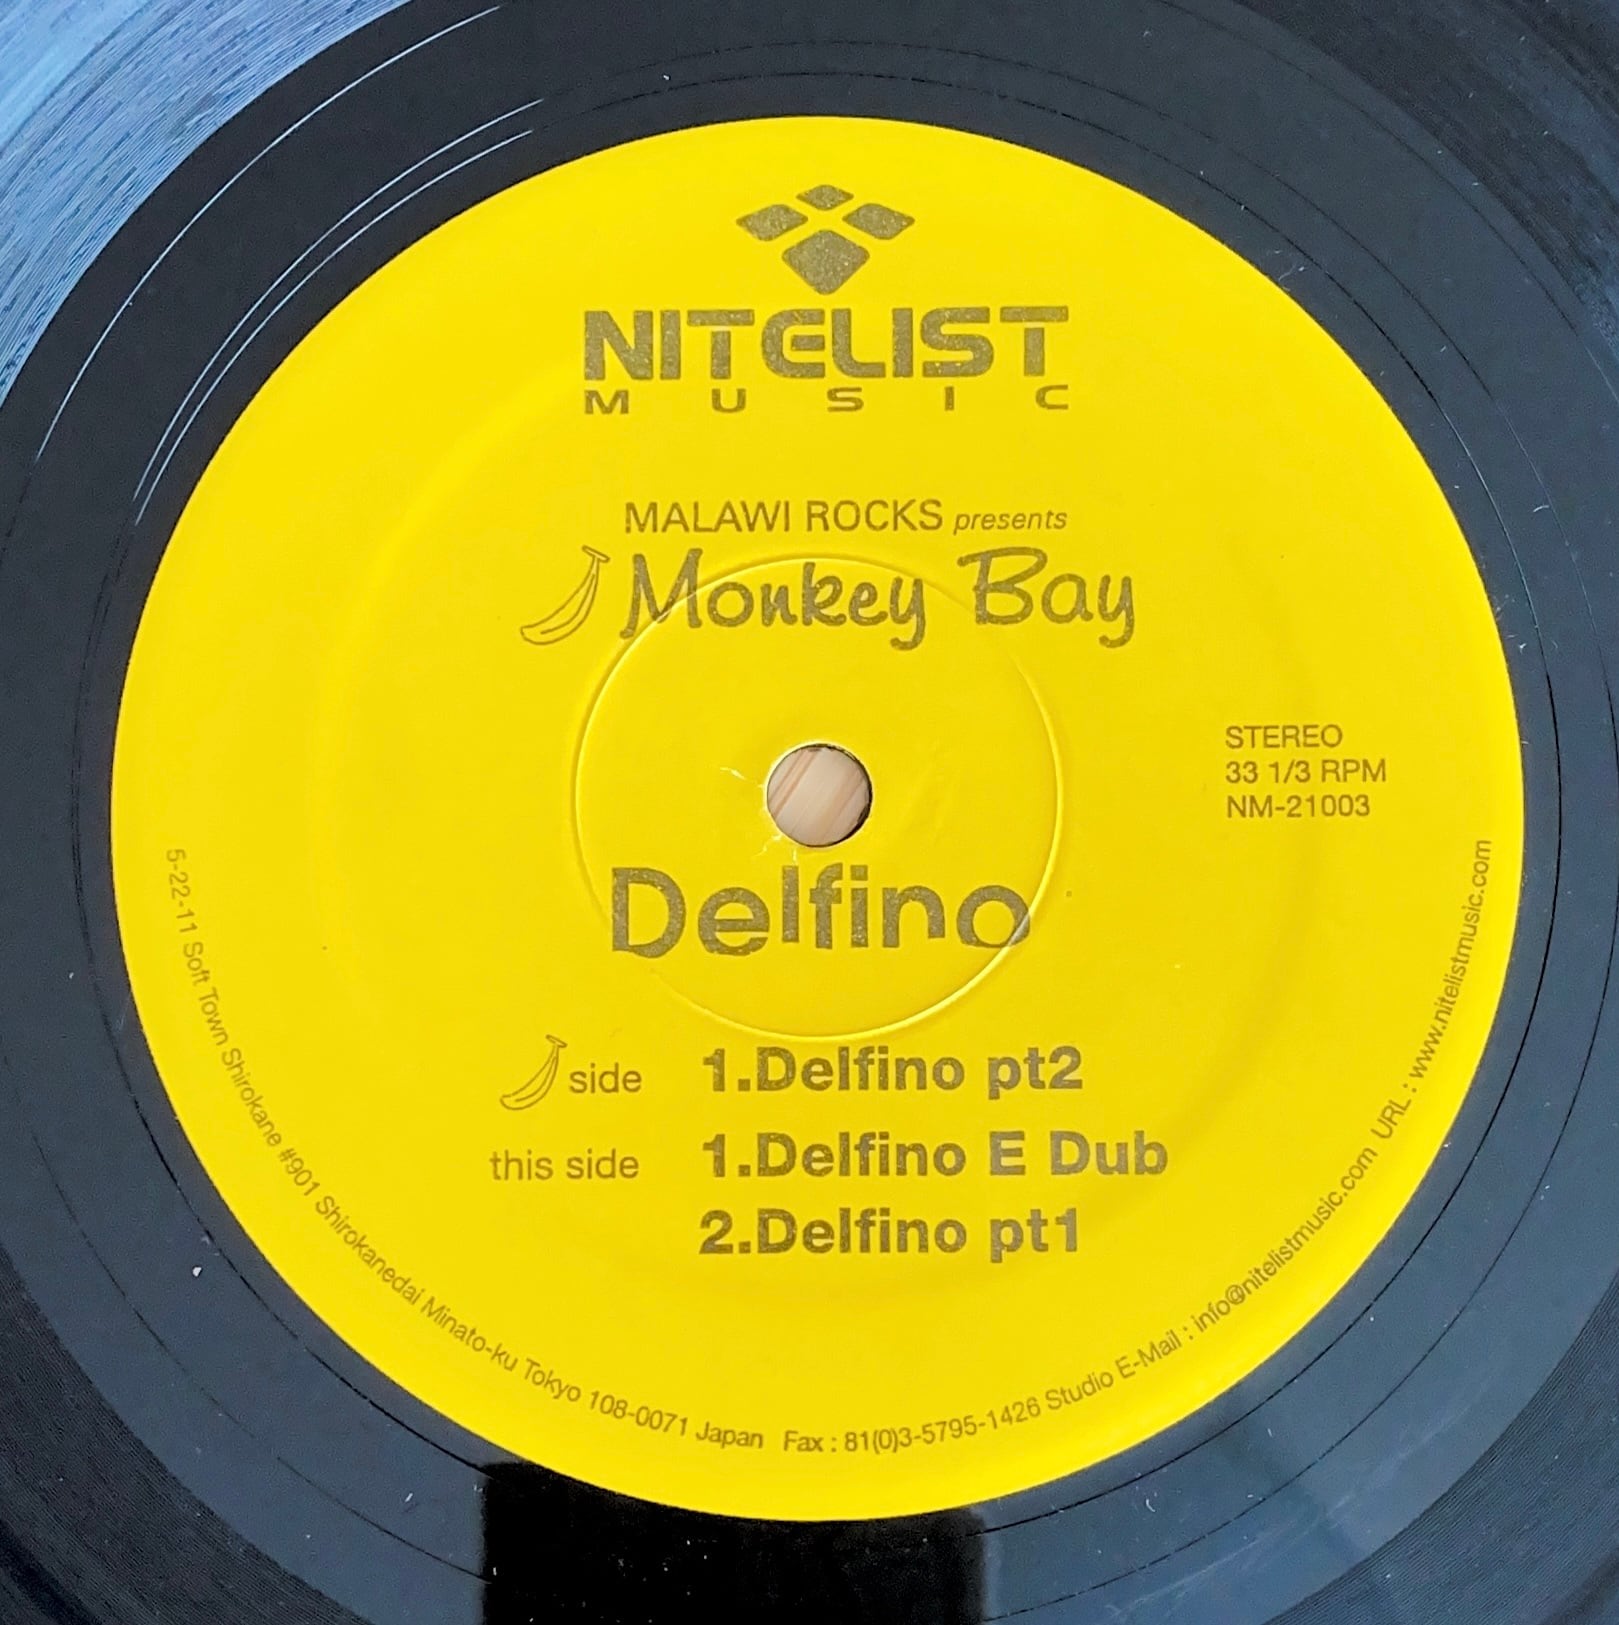 NITELIST
MUSIC
MALAWI ROCKS presents
Monkey Bay
STEREO
33 1/3 RPM
NM-21003
Delfino
side 1.Delfino pt2
this side 1.Delfino E Dub
2.Delfino pt1
5-22-11 Soft Town Shirokane #901 Shirokanedai Minato-ku Tokyo 108-0071 Japan Fax : 81(0)3-5795-1426 Studio E-Mail : info@nitelistmusic.com URL : www.nitelistmusic.com